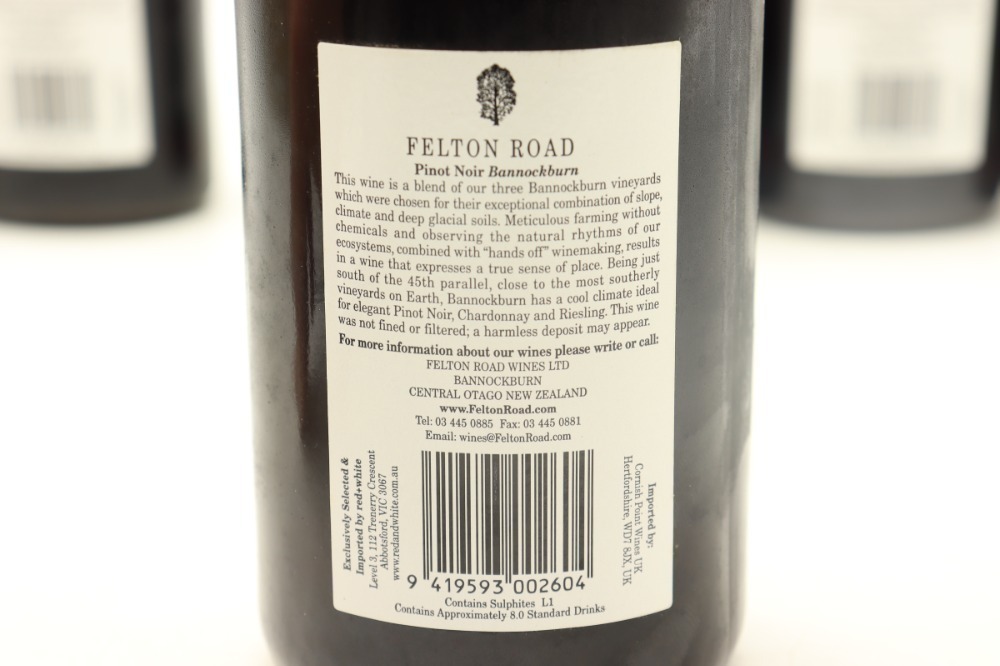 FELTON ROAD
Pinot Noir Bannockburn
This wine is a blend of our three Bannockburn vineyards
which were chosen for their exceptional combination of slope,
climate and deep glacial soils. Meticulous farming without
chemicals and observing the natural rhythms of our
ecosystems, combined with “hands off” winemaking, results
in a wine that expresses a true sense of place. Being just
south of the 45th parallel, close to the most southerly
vineyards on Earth, Bannockburn has a cool climate ideal
for elegant Pinot Noir, Chardonnay and Riesling. This wine
was not fined or filtered; a harmless deposit may appear.
For more information about our wines please write or call:
FELTON ROAD WINES LTD
BANNOCKBURN
CENTRAL OTAGO NEW ZEALAND
www.FeltonRoad.com
Tel: 03 445 0885 Fax: 03 445 0881
Email: wines@FeltonRoad.com
Exclusively Selected &
Imported by red+white
Level 3, 112 Trenerry Crescent
Abbotsford, VIC 3067
www.redandwhite.com.au
Imported by:
Cornish Point Wines UK
Hertfordshire, WD7 8JX, UK
9 419593 002604
Contains Sulphites L1
Contains Approximately 8.0 Standard Drinks